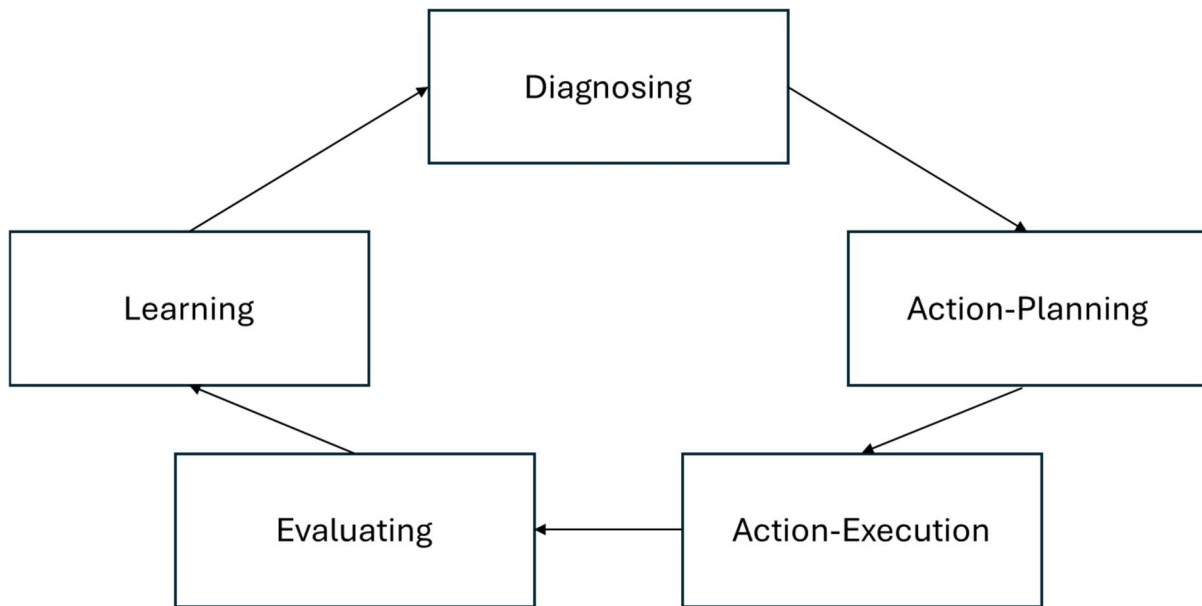 Diagnosing
Learning
Action-Planning
Evaluating
Action-Execution